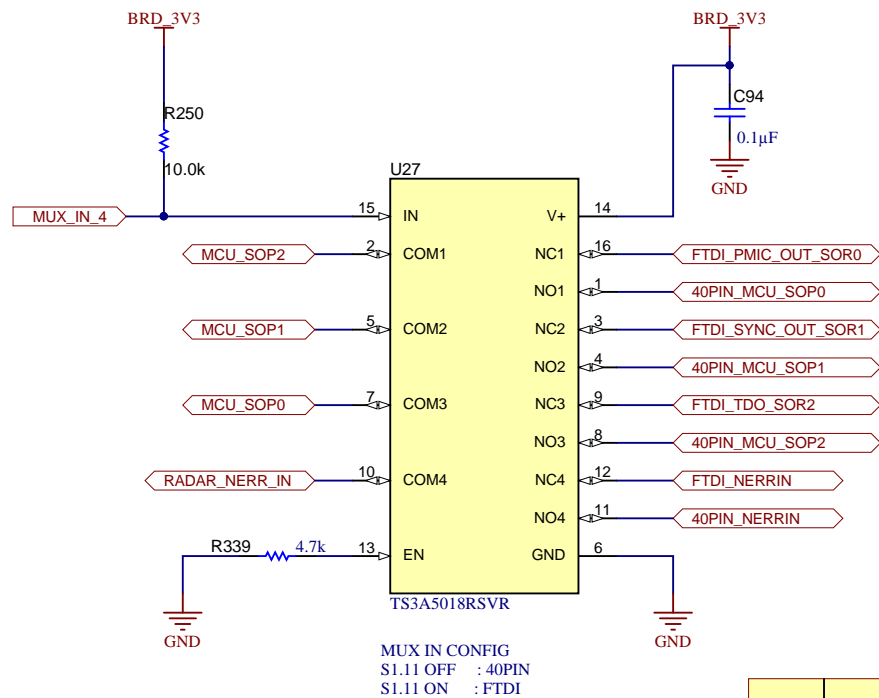 BRD_3V3
BRD_3V3
R250
10.0k
C94
0.1µF
GND
U27
MUX_IN_4
15
IN
V+
14
MCU_SOP2
2
COM1
NC1
16
FTDI_PMIC_OUT_SOR0
NO1
1
40PIN_MCU_SOP0
MCU_SOP1
5
COM2
NC2
3
FTDI_SYNC_OUT_SOR1
NO2
4
40PIN_MCU_SOP1
MCU_SOP0
7
COM3
NC3
9
FTDI_TDO_SOR2
NO3
8
40PIN_MCU_SOP2
RADAR_NERR_IN
10
COM4
NC4
12
FTDI_NERRIN
NO4
11
40PIN_NERRIN
R339
4.7k
13
EN
GND
6
GND
TS3A5018RSVR
GND
MUX IN CONFIG
S1.11 OFF : 40PIN
S1.11 ON : FTDI